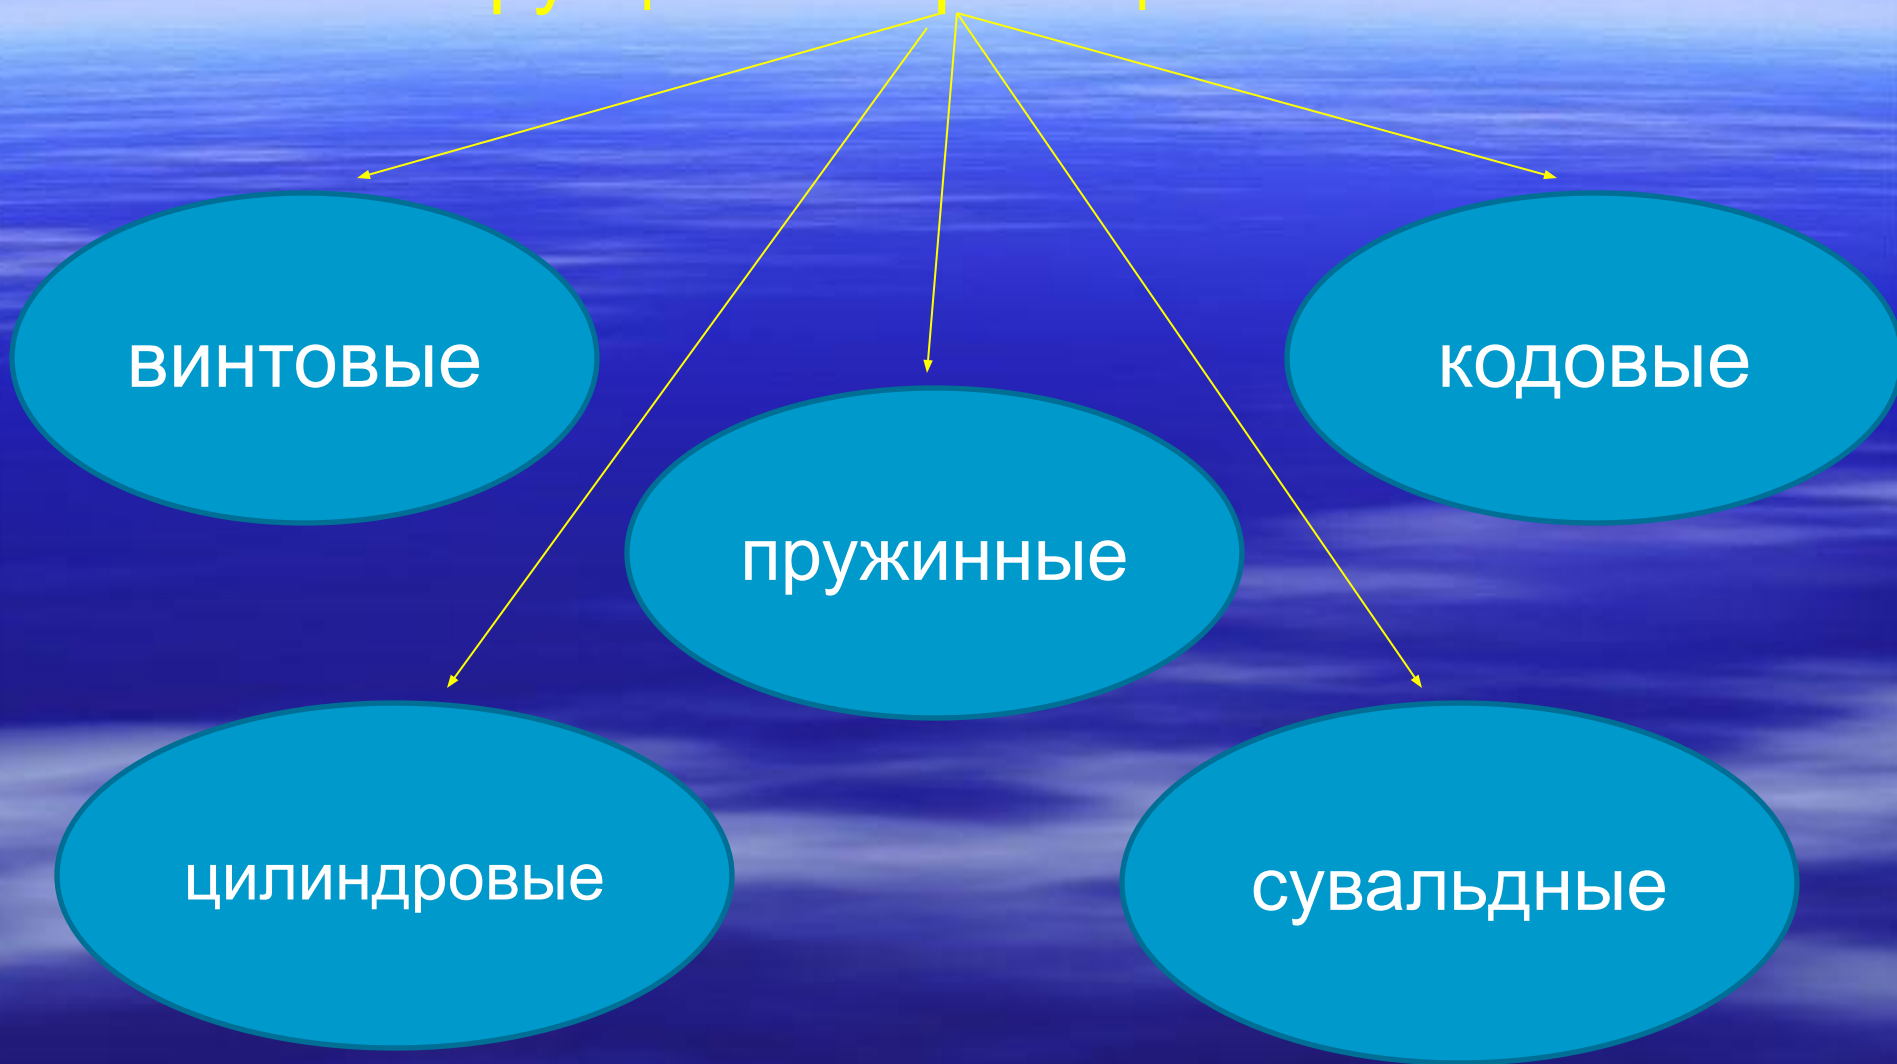 винтовые
кодовые
пружинные
цилиндровые
сувальдные